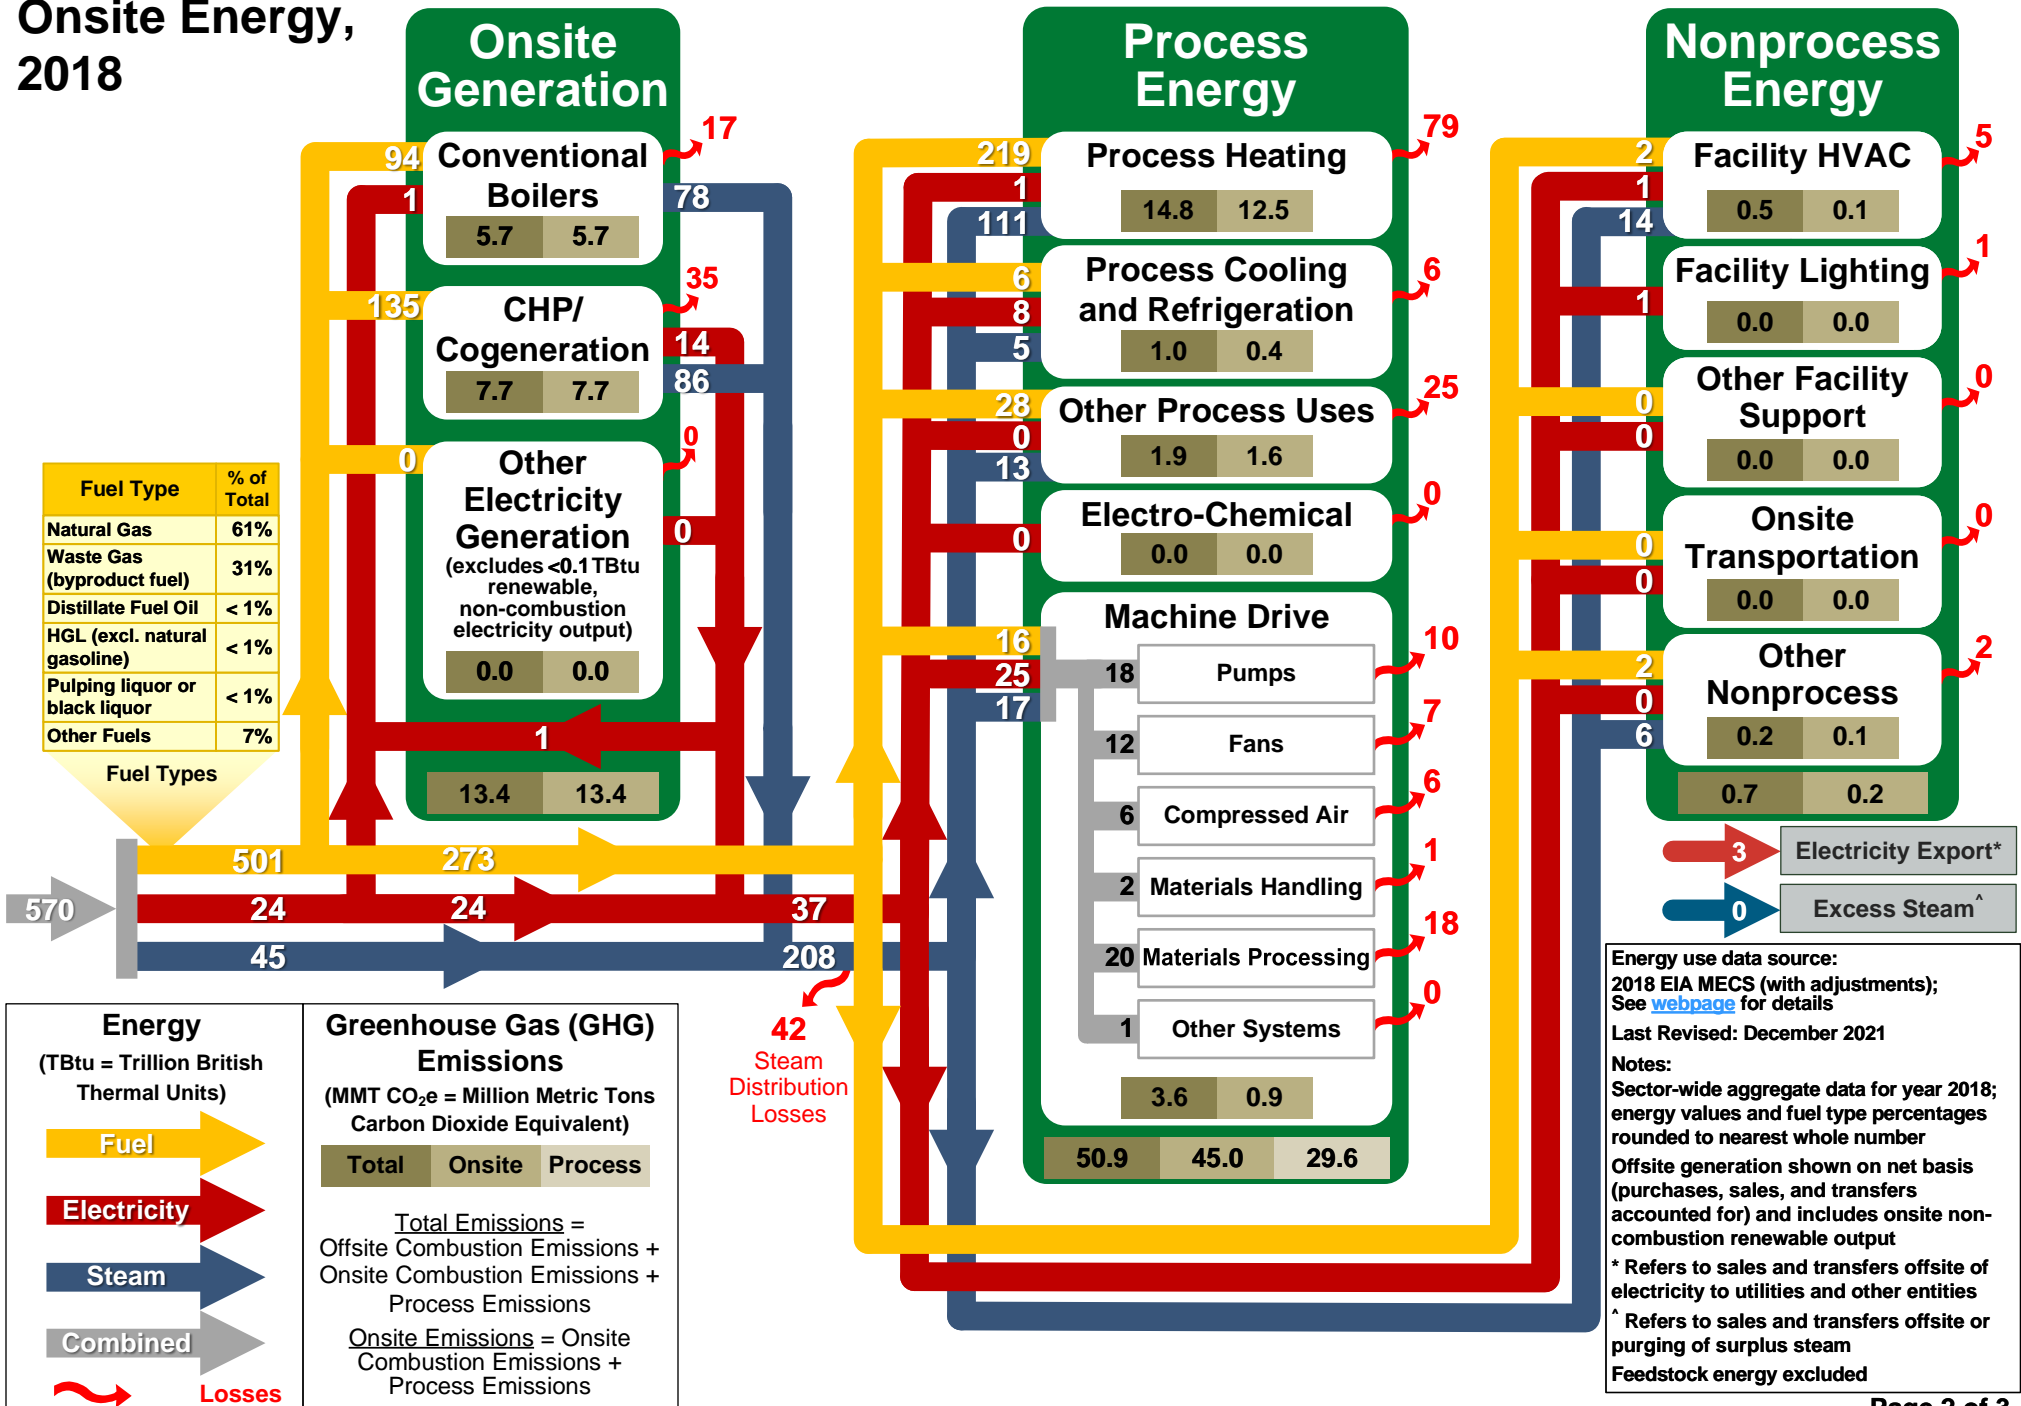 Onsite Energy,
2018
Onsite
Generation
94
1
Conventional
Boilers
5.7 5.7
17
78
135
CHP/
Cogeneration
7.7 7.7
35
14
86
0
Other
Electricity
Generation
(excludes <0.1 TBtu
renewable,
non-combustion
electricity output)
0.0 0.0
0
0
1
13.4 13.4
Fuel Type % of
Total
Natural Gas 61%
Waste Gas
(byproduct fuel) 31%
Distillate Fuel Oil < 1%
HGL (excl. natural
gasoline) < 1%
Pulping liquor or
black liquor < 1%
Other Fuels 7%
Fuel Types
570
501 273
24 24 37
45 208
42
Steam
Distribution
Losses
Process
Energy
219
1
111
Process Heating
14.8 12.5
79
6
8
5
Process Cooling
and Refrigeration
1.0 0.4
6
28
0
13
Other Process Uses
1.9 1.6
25
0
Electro-Chemical
0.0 0.0
0
16
25
17
Machine Drive
18 Pumps 10
12 Fans 7
6 Compressed Air 6
2 Materials Handling 1
20 Materials Processing 18
1 Other Systems 0
3.6 0.9
50.9 45.0 29.6
Nonprocess
Energy
2
1
14
Facility HVAC
0.5 0.1
5
1
Facility Lighting
0.0 0.0
1
0
0
Other Facility
Support
0.0 0.0
0
0
0
Onsite
Transportation
0.0 0.0
0
2
0
6
Other
Nonprocess
0.2 0.1
2
0.7 0.2
3 Electricity Export*
0 Excess Steam^
Energy
(TBtu = Trillion British
Thermal Units)
Fuel
Electricity
Steam
Combined
Losses
Greenhouse Gas (GHG)
Emissions
(MMT CO₂e = Million Metric Tons
Carbon Dioxide Equivalent)
Total Onsite Process
Total Emissions =
Offsite Combustion Emissions +
Onsite Combustion Emissions +
Process Emissions
Onsite Emissions = Onsite
Combustion Emissions +
Process Emissions
Energy use data source:
2018 EIA MECS (with adjustments);
See webpage for details
Last Revised: December 2021
Notes:
Sector-wide aggregate data for year 2018;
energy values and fuel type percentages
rounded to nearest whole number
Offsite generation shown on net basis
(purchases, sales, and transfers
accounted for) and includes onsite non-
combustion renewable output
* Refers to sales and transfers offsite of
electricity to utilities and other entities
^ Refers to sales and transfers offsite or
purging of surplus steam
Feedstock energy excluded
Page 2 of 3